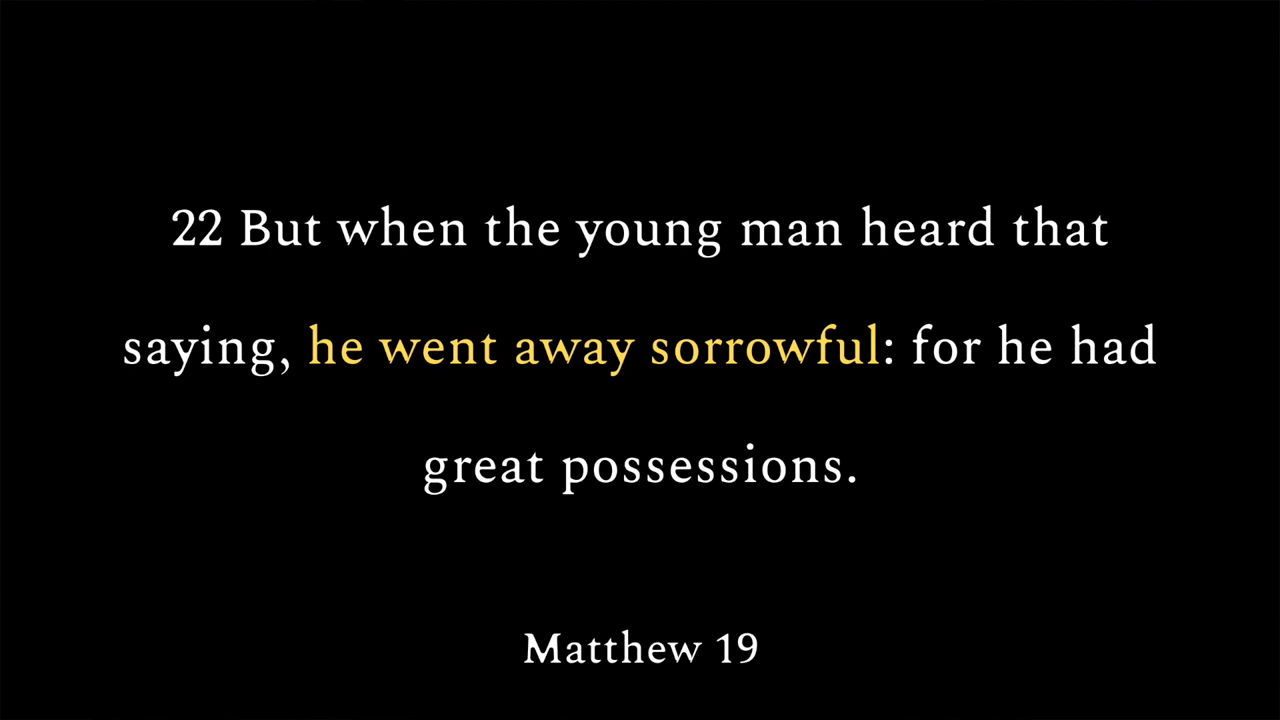 22 But when the young man heard that
saying, he went away sorrowful: for he had
great possessions.
Matthew 19